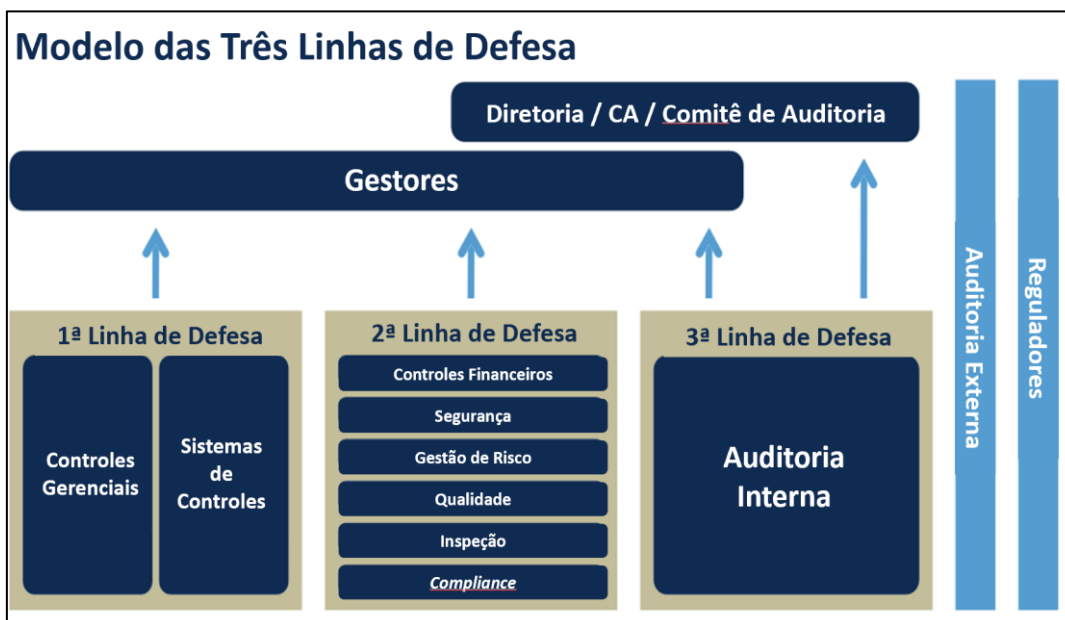 Modelo das Três Linhas de Defesa
Diretoria / CA / Comitê de Auditoria
Gestores
1ª Linha de Defesa
Controles
Gerenciais
Sistemas
de
Controles
2ª Linha de Defesa
Controles Financeiros
Segurança
Gestão de Risco
Qualidade
Inspeção
Compliance
3ª Linha de Defesa
Auditoria
Interna
Auditoria Externa
Reguladores